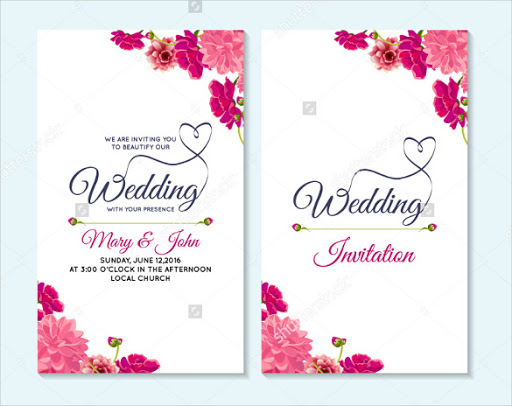 WE ARE INVITING YOU
TO BEAUTIFY OUR
Wedding
WITH YOUR PRESENCE
Mary & John
SUNDAY, JUNE 12,2016
AT 3:00 O'CLOCK IN THE AFTERNOON
LOCAL CHURCH
Wedding
Invitation